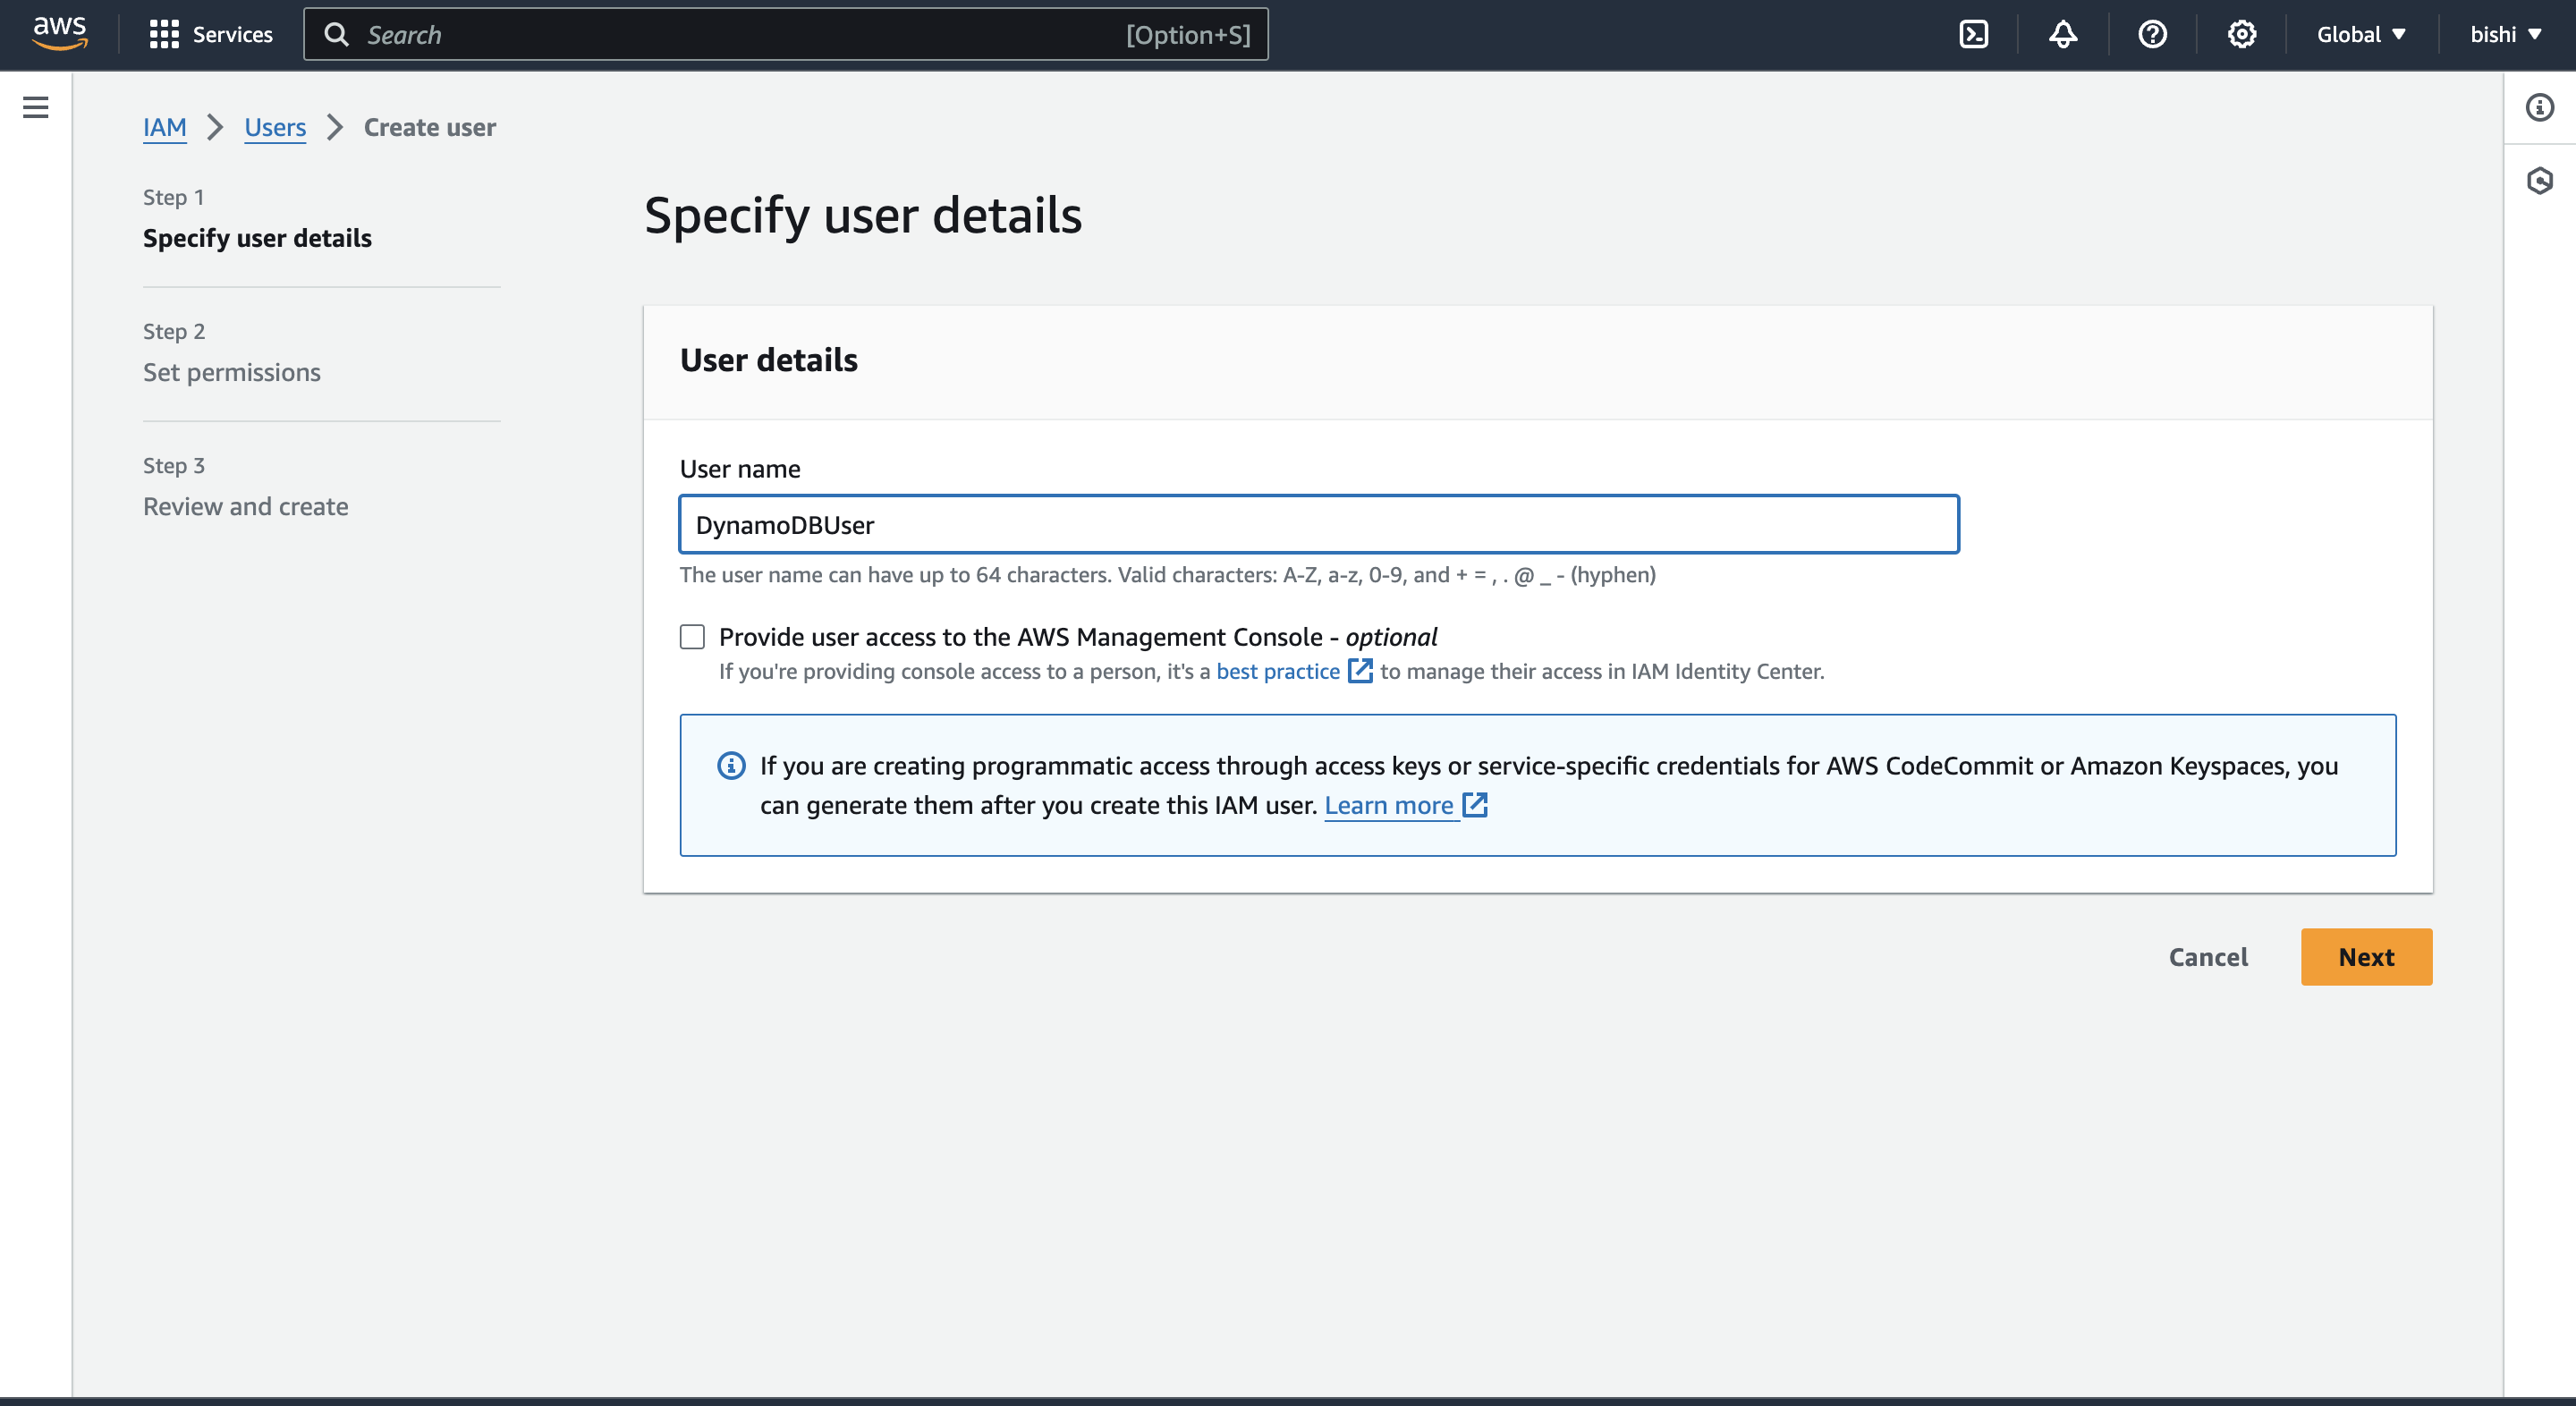 aws
Services
Search
[Option+S]
Global
bishi
IAM
Users
Create user
Step 1
Specify user details
Step 2
Set permissions
Step 3
Review and create
Specify user details
User details
User name
DynamoDBUser
The user name can have up to 64 characters. Valid characters: A-Z, a-z, 0-9, and + = , . @ _ - (hyphen)
Provide user access to the AWS Management Console - optional
If you're providing console access to a person, it's a best practice to manage their access in IAM Identity Center.
If you are creating programmatic access through access keys or service-specific credentials for AWS CodeCommit or Amazon Keyspaces, you
can generate them after you create this IAM user. Learn more
Cancel
Next